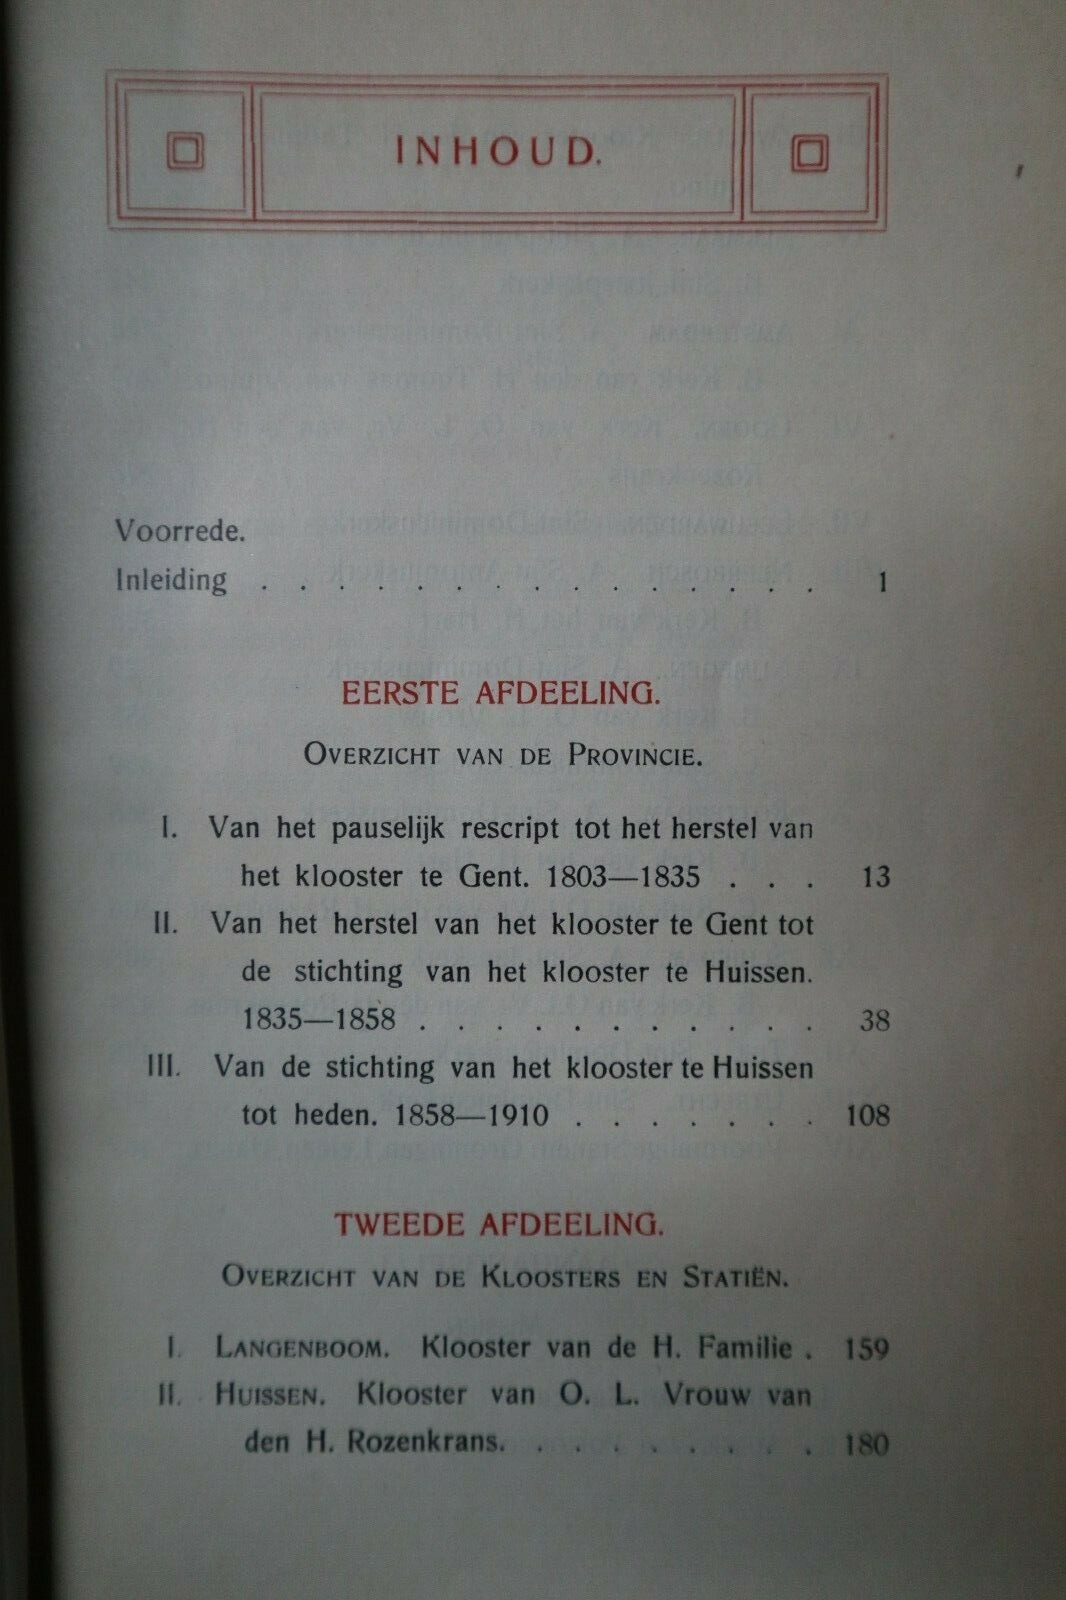 INHOUD.
Voorrede.
Inleiding . . . . . . . . . . . . . . . 1
EERSTE AFDEELING.
OVERZICHT VAN DE PROVINCIE.
I. Van het pauselijk rescript tot het herstel van
het klooster te Gent. 1803—1835 . . . 13
II. Van het herstel van het klooster te Gent tot
de stichting van het klooster te Huissen.
1835—1858 . . . . . . . . . . . 38
III. Van de stichting van het klooster te Huissen
tot heden. 1858—1910 . . . . . . . 108
TWEEDE AFDEELING.
OVERZICHT VAN DE KLOOSTERS EN STATIËN.
I. LANGENBOOM. Klooster van de H. Familie . 159
II. HUISSEN. Klooster van O. L. Vrouw van
den H. Rozenkrans. . . . . . . . . 180